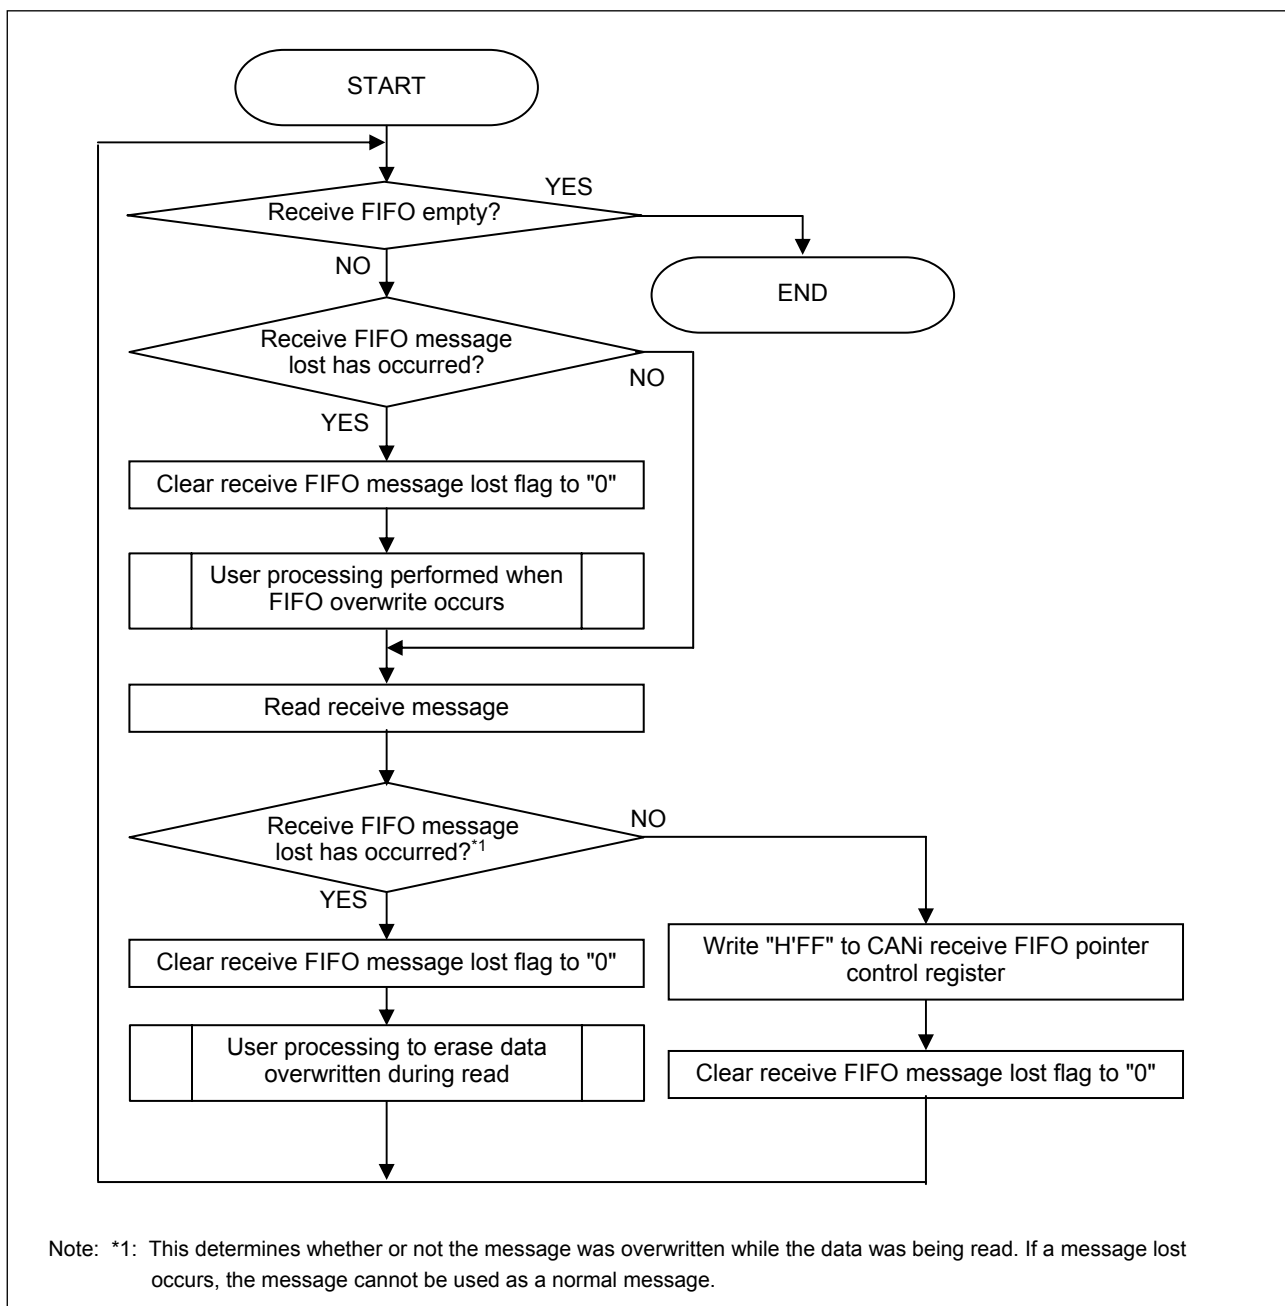 START
YES
Receive FIFO empty?
NO
END
Receive FIFO message
lost has occurred?
NO
YES
Clear receive FIFO message lost flag to "0"
User processing performed when
FIFO overwrite occurs
Read receive message
NO
Receive FIFO message
lost has occurred?*1
YES
Write "H'FF" to CANi receive FIFO pointer
control register
Clear receive FIFO message lost flag to "0"
User processing to erase data
overwritten during read
Clear receive FIFO message lost flag to "0"
Note: *1: This determines whether or not the message was overwritten while the data was being read. If a message lost
occurs, the message cannot be used as a normal message.